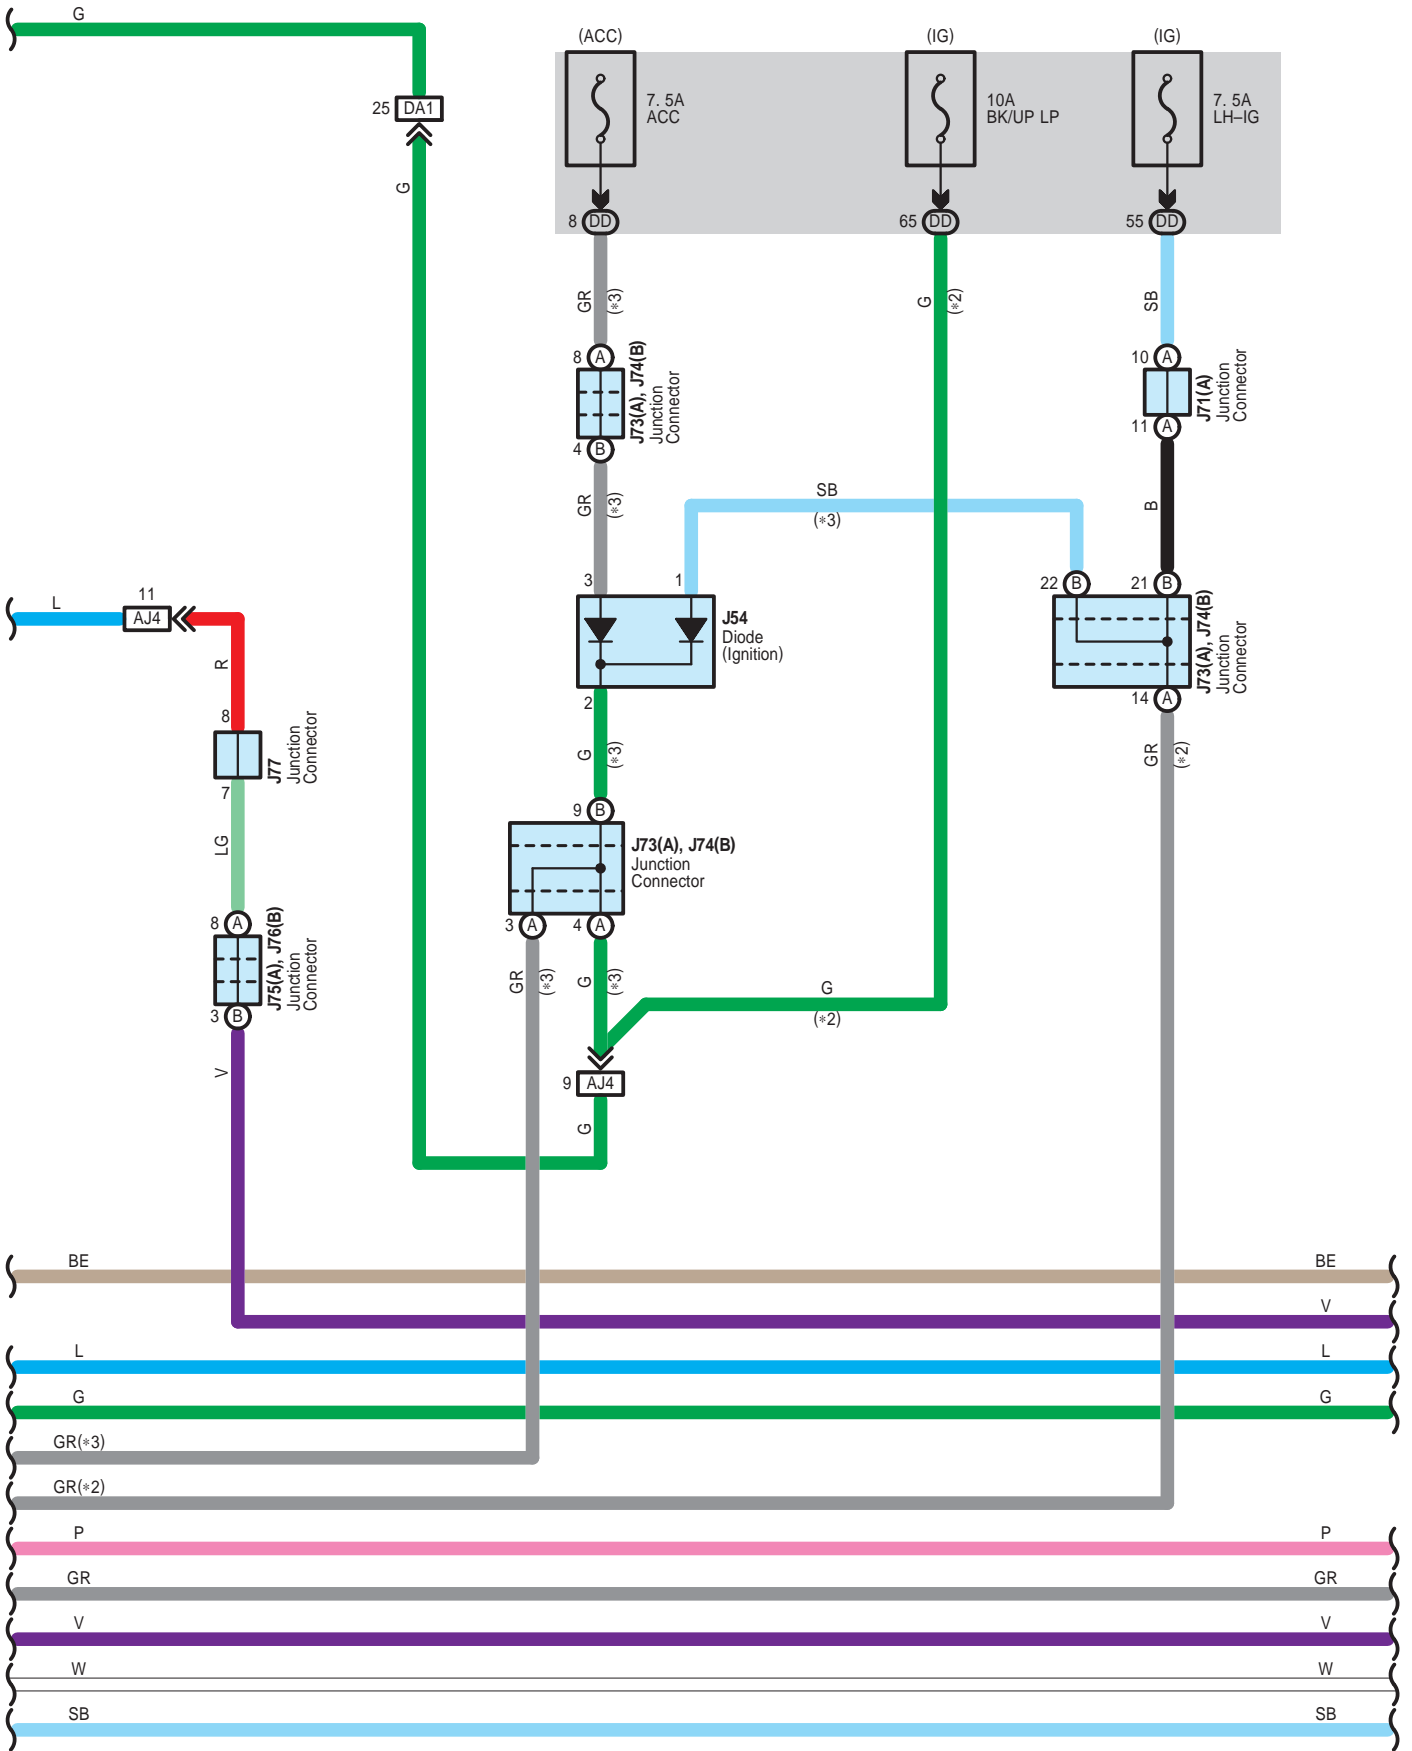 G
(ACC)
(IG)
(IG)
25 DA1
7. 5A
ACC
10A
BK/UP LP
7. 5A
LH–IG
G
8 DD
65 DD
55 DD
GR
(∗3)
G
(∗2)
SB
8 A
J73(A), J74(B)
Junction
Connector
4 B
10 A
J71(A)
Junction
Connector
11 A
GR
(∗3)
SB
(∗3)
B
3
1
22 B
21 B
L
11
AJ4
J54
Diode
(Ignition)
J73(A), J74(B)
Junction
Connector
R
2
14 A
8
J77
Junction
Connector
7
G
(∗3)
GR
(∗2)
9 B
LG
J73(A), J74(B)
Junction
Connector
8 A
3 A
4 A
J75(A), J76(B)
Junction
Connector
3 B
GR
(∗3)
G
(∗3)
G
(∗2)
V
9 AJ4
G
BE
BE
V
L
L
G
G
GR(∗3)
GR(∗2)
P
P
GR
GR
V
V
W
W
SB
SB